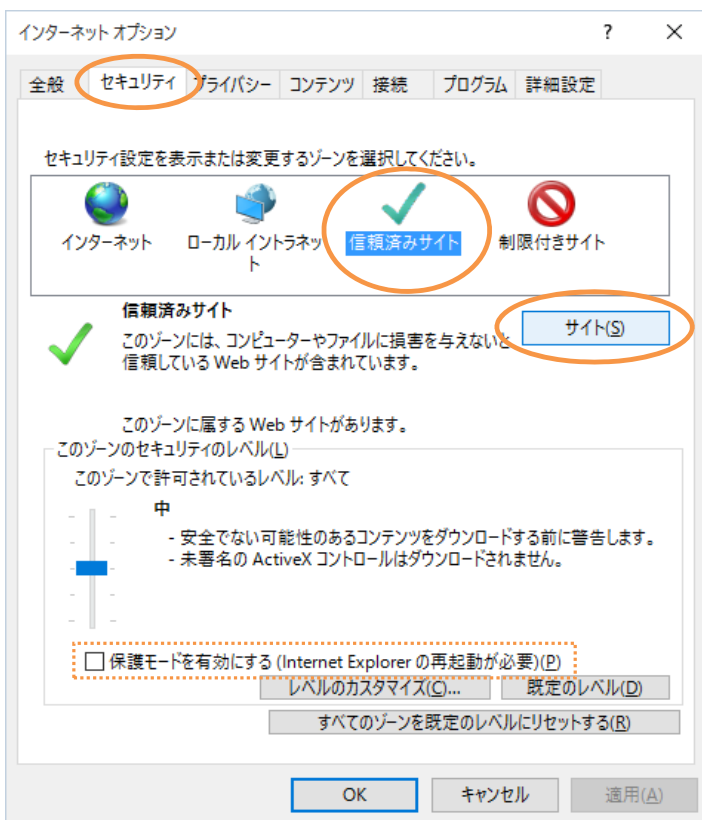 インターネット オプション ? ×
全般 セキュリティ プライバシー コンテンツ 接続 プログラム 詳細設定
セキュリティ設定を表示または変更するゾーンを選択してください。
インターネット ローカル イントラネッ 信頼済みサイト 制限付きサイト
ト
信頼済みサイト
サイト(S)
このゾーンには、コンピューターやファイルに損害を与えないと
信頼している Web サイトが含まれています。
このゾーンに属する Web サイトがあります。
このゾーンのセキュリティのレベル(L)
このゾーンで許可されているレベル: すべて
中
- 安全でない可能性のあるコンテンツをダウンロードする前に警告します。
- 未署名の ActiveX コントロールはダウンロードされません。
保護モードを有効にする (Internet Explorer の再起動が必要)(P)
レベルのカスタマイズ(C)... 既定のレベル(D)
すべてのゾーンを既定のレベルにリセットする(R)
OK キャンセル 適用(A)